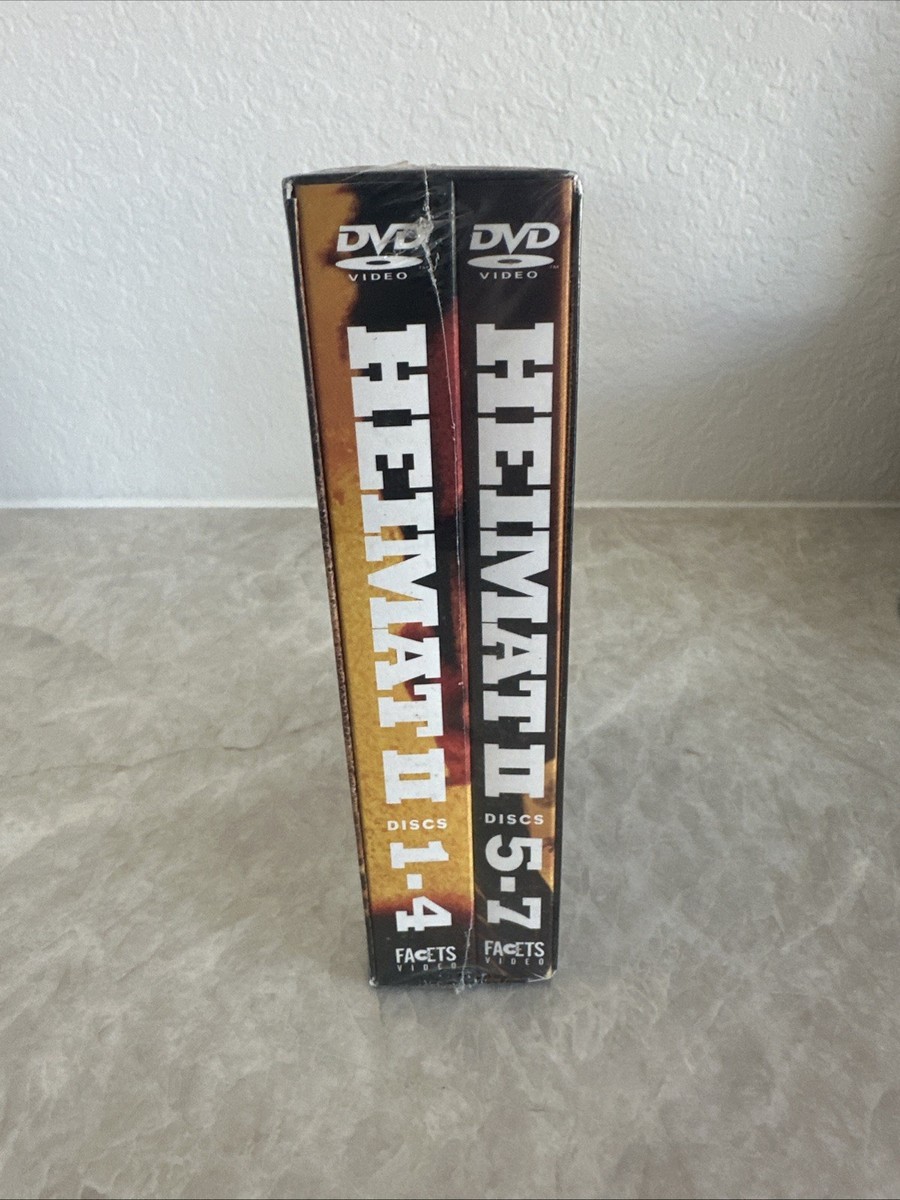 DVD
VIDEO
HEIMAT II
DISCS
1-4
FACETS
VIDEO
DVD
VIDEO
HEIMAT II
DISCS
5-7
FACETS
VIDEO